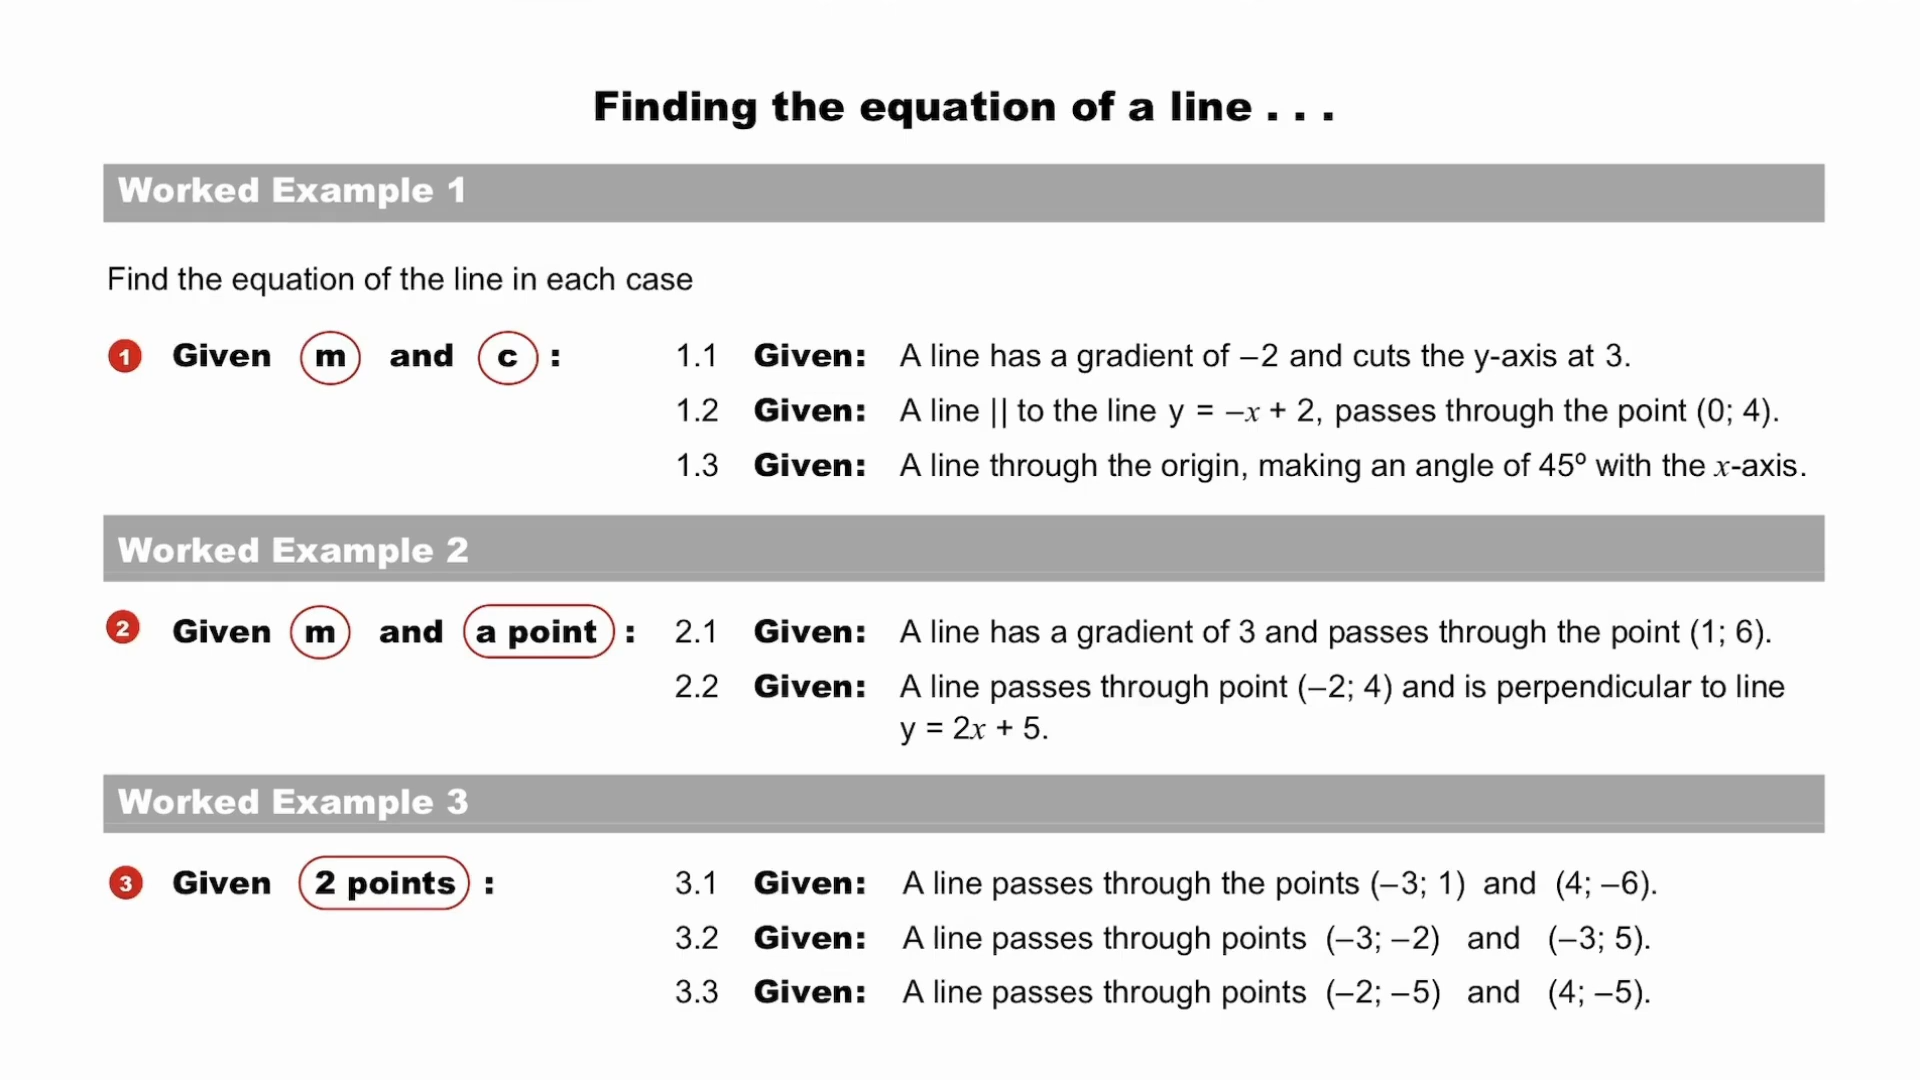 Finding the equation of a line . . .
Worked Example 1
Find the equation of the line in each case
1 Given m and c : 1.1 Given: A line has a gradient of –2 and cuts the y-axis at 3.
1.2 Given: A line || to the line y = –x + 2, passes through the point (0; 4).
1.3 Given: A line through the origin, making an angle of 45º with the x-axis.
Worked Example 2
2 Given m and a point : 2.1 Given: A line has a gradient of 3 and passes through the point (1; 6).
2.2 Given: A line passes through point (–2; 4) and is perpendicular to line
y = 2x + 5.
Worked Example 3
3 Given 2 points : 3.1 Given: A line passes through the points (–3; 1) and (4; –6).
3.2 Given: A line passes through points (–3; –2) and (–3; 5).
3.3 Given: A line passes through points (–2; –5) and (4; –5).